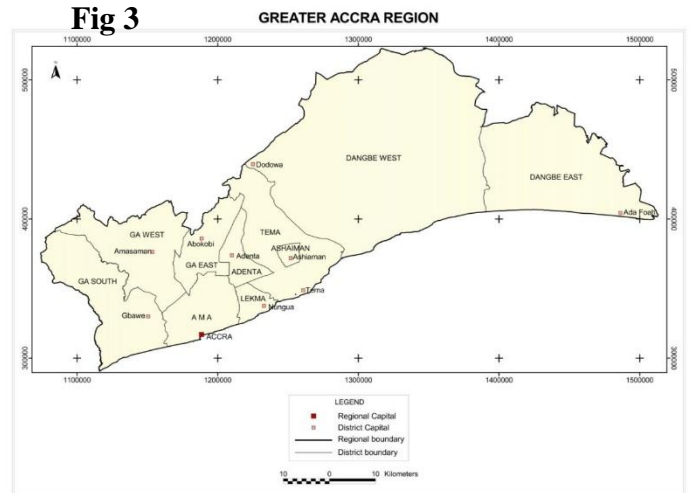 Fig 3
GREATER ACCRA REGION
1100000 1200000 1300000 1400000 1500000
N
500000 500000
Dodowa
DANGBE WEST
DANGBE EAST
400000 400000
Ada Foah
GA WEST
TEMA
Abokobi
Amasaman
Adenta
ASHAIMAN
Ashiaman
GA EAST
ADENTA
GA SOUTH
Tema
LEKMA
Nungua
Gbawe
A M A
ACCRA
300000 300000
1100000 1200000 1300000 1400000 1500000
LEGEND
Regional Capital
District Capital
Regional boundary
District boundary
10 0 10 Kilometers